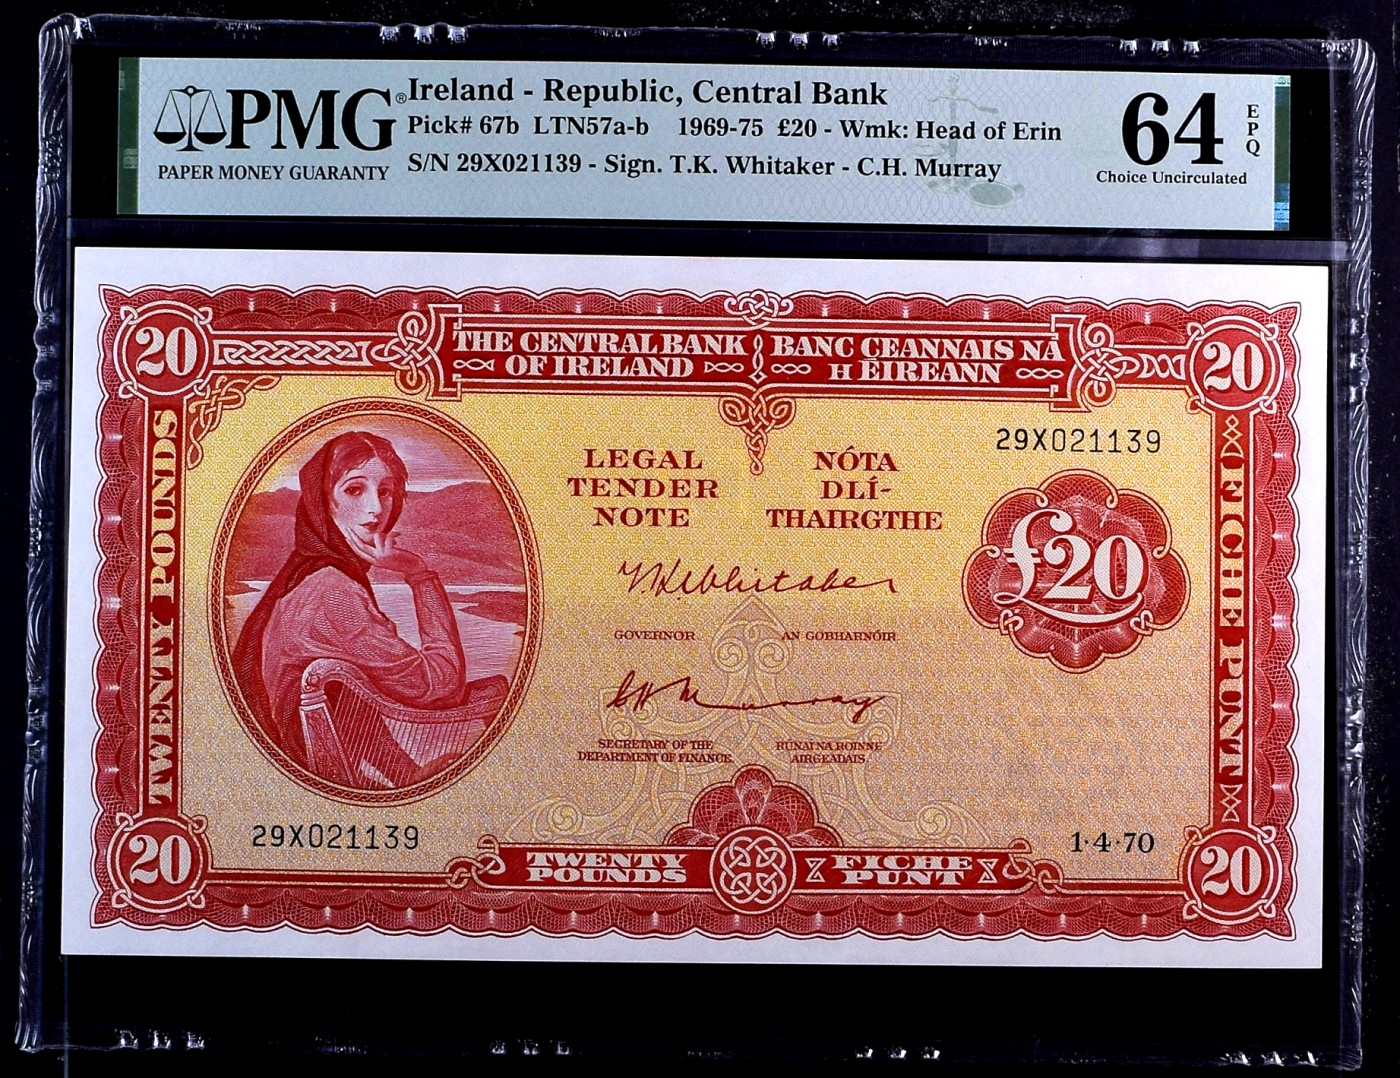 PMG®
PAPER MONEY GUARANTY
Ireland - Republic, Central Bank
Pick# 67b LTN57a-b 1969-75 £20 - Wmk: Head of Erin
S/N 29X021139 - Sign. T.K. Whitaker - C.H. Murray
64
EPQ
Choice Uncirculated
20
THE CENTRAL BANK
OF IRELAND
BANC CEANNAIS NA
H ÉIREANN
20
TWENTY POUNDS
29X021139
LEGAL
TENDER
NOTE
NÓTA
DLÍ-
THAIRGTHE
£20
T.K. Whitaker
GOVERNOR
AN GOBHARNÓIR
C H Murray
SECRETARY OF THE
DEPARTMENT OF FINANCE.
RUNAI NA ROINNE
AIRGEADAIS.
FICHE PUNT
29X021139
1·4·70
20
TWENTY
POUNDS
FICHE
PUNT
20